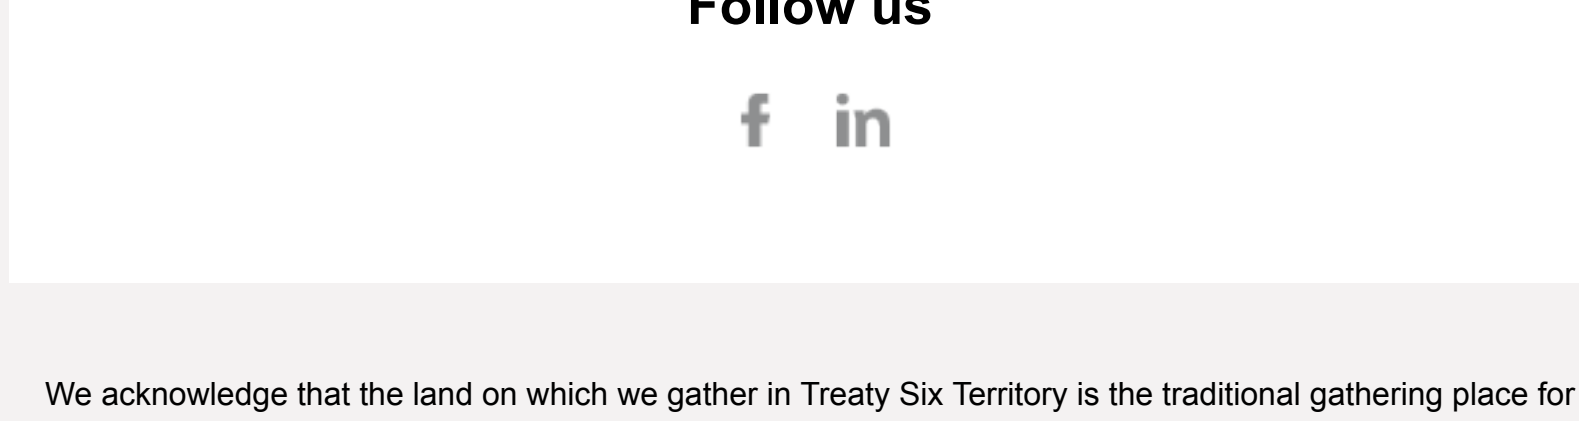 Follow us
f in
We acknowledge that the land on which we gather in Treaty Six Territory is the traditional gathering place for